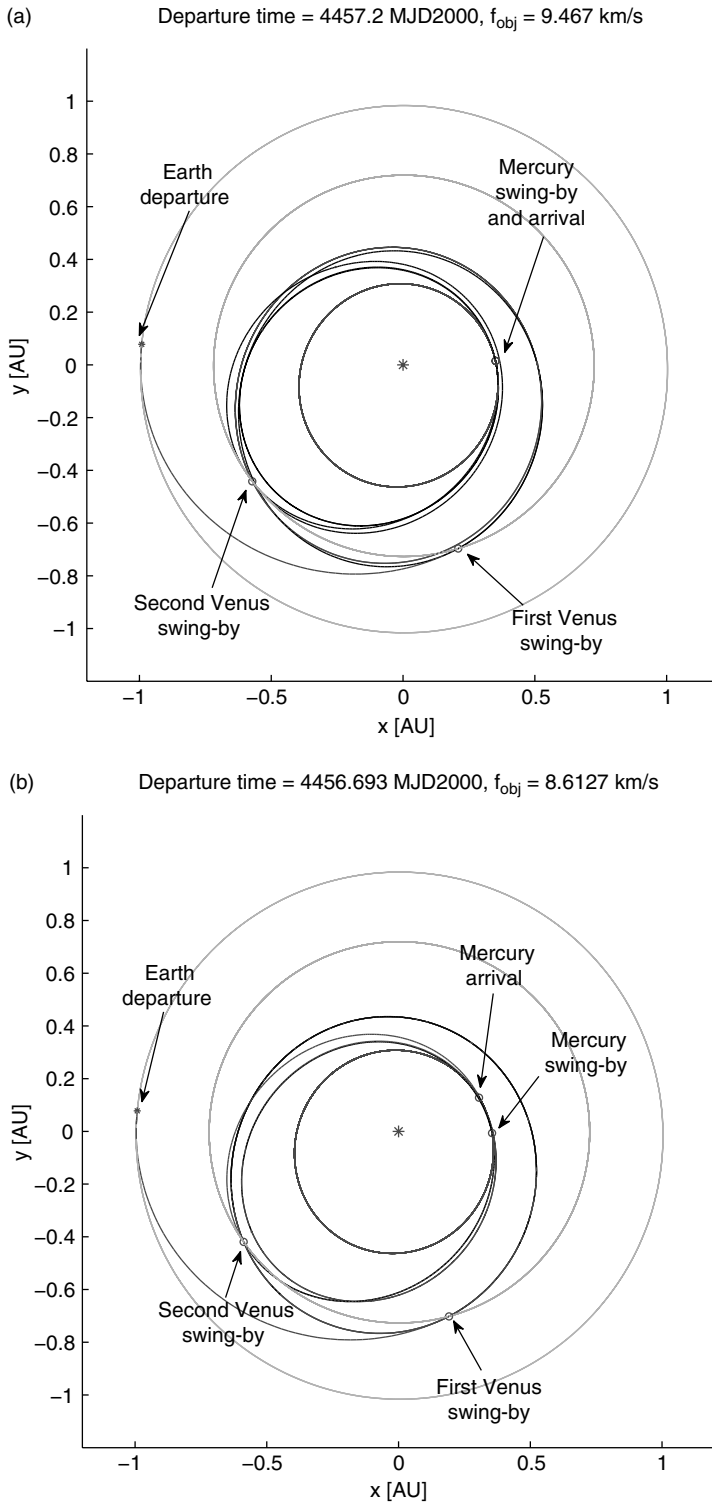 (a)
Departure time = 4457.2 MJD2000, f_obj = 9.467 km/s
1
0.8
0.6
0.4
0.2
0
−0.2
−0.4
−0.6
−0.8
−1
y [AU]
Earth
departure
Mercury
swing-by
and arrival
Second Venus
swing-by
First Venus
swing-by
−1
−0.5
0
0.5
1
x [AU]
(b)
Departure time = 4456.693 MJD2000, f_obj = 8.6127 km/s
1
0.8
0.6
0.4
0.2
0
−0.2
−0.4
−0.6
−0.8
−1
y [AU]
Earth
departure
Mercury
arrival
Mercury
swing-by
Second Venus
swing-by
First Venus
swing-by
−1
−0.5
0
0.5
1
x [AU]